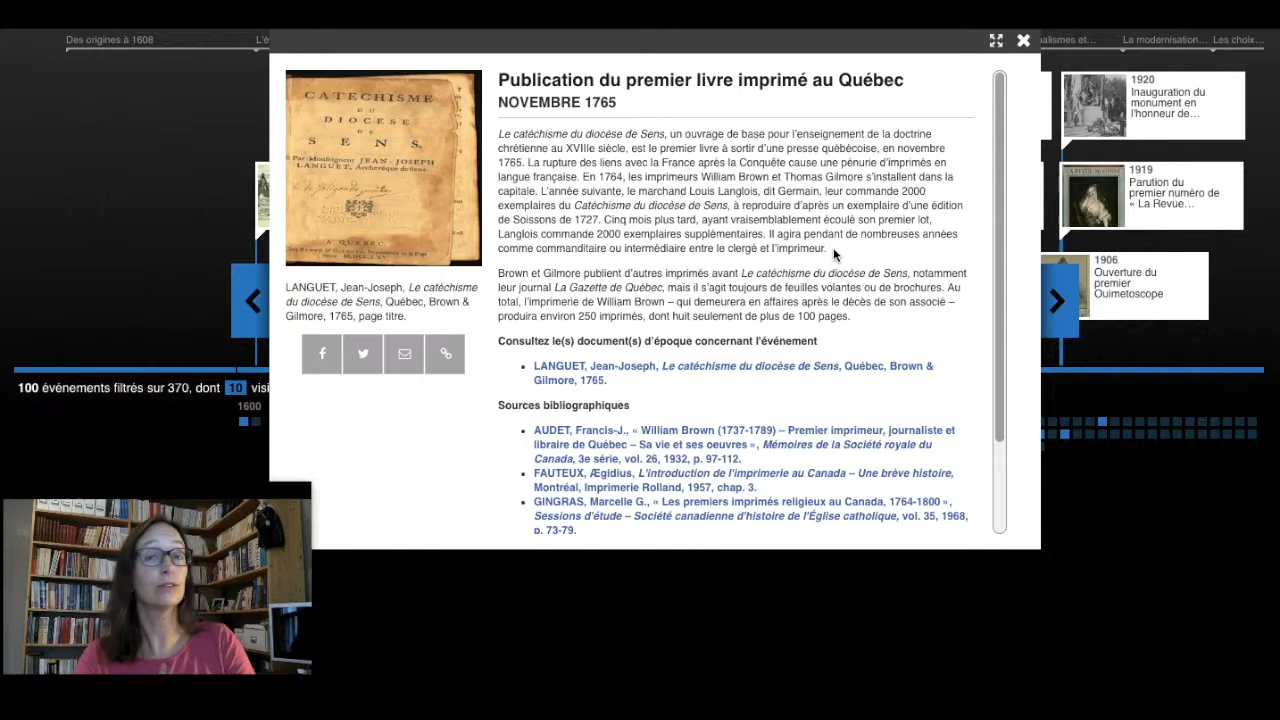 Des origines à 1608
L'é
alismes et...
La modernisation...
Les choix...
Publication du premier livre imprimé au Québec
NOVEMBRE 1765
CATECHISME
DU
DIOCESE
DE
SENS.
Par Monseigneur JEAN-JOSEPH
LANGUET, Archevêque de Sens.
A QUEBEC.
Le catéchisme du diocèse de Sens, un ouvrage de base pour l'enseignement de la doctrine
chrétienne au XVIIIe siècle, est le premier livre à sortir d'une presse québécoise, en novembre
1765. La rupture des liens avec la France après la Conquête cause une pénurie d'imprimés en
langue française. En 1764, les imprimeurs William Brown et Thomas Gilmore s'installent dans la
capitale. L'année suivante, le marchand Louis Langlois, dit Germain, leur commande 2000
exemplaires du Catéchisme du diocèse de Sens, à reproduire d'après un exemplaire d'une édition
de Soissons de 1727. Cinq mois plus tard, ayant vraisemblablement écoulé son premier lot,
Langlois commande 2000 exemplaires supplémentaires. Il agira pendant de nombreuses années
comme commanditaire ou intermédiaire entre le clergé et l'imprimeur.
Brown et Gilmore publient d'autres imprimés avant Le catéchisme du diocèse de Sens, notamment
leur journal La Gazette de Québec, mais il s'agit toujours de feuilles volantes ou de brochures. Au
total, l'imprimerie de William Brown – qui demeurera en affaires après le décès de son associé –
produira environ 250 imprimés, dont huit seulement de plus de 100 pages.
LANGUET, Jean-Joseph, Le catéchisme
du diocèse de Sens, Québec, Brown &
Gilmore, 1765, page titre.
Consultez le(s) document(s) d'époque concernant l'événement
LANGUET, Jean-Joseph, Le catéchisme du diocèse de Sens, Québec, Brown &
Gilmore, 1765.
Sources bibliographiques
AUDET, Francis-J., « William Brown (1737-1789) – Premier imprimeur, journaliste et
libraire de Québec – Sa vie et ses oeuvres », Mémoires de la Société royale du
Canada, 3e série, vol. 26, 1932, p. 97-112.
FAUTEUX, Ægidius, L'introduction de l'imprimerie au Canada – Une brève histoire,
Montréal, Imprimerie Rolland, 1957, chap. 3.
GINGRAS, Marcelle G., « Les premiers imprimés religieux au Canada, 1764-1800 »,
Sessions d'étude – Société canadienne d'histoire de l'Église catholique, vol. 35, 1968,
p. 73-79.
1920
Inauguration du
monument en
l'honneur de...
1919
Parution du
premier numéro de
« La Revue...
1906
Ouverture du
premier
Ouimetoscope
100 événements filtrés sur 370, dont 10 visi
1600